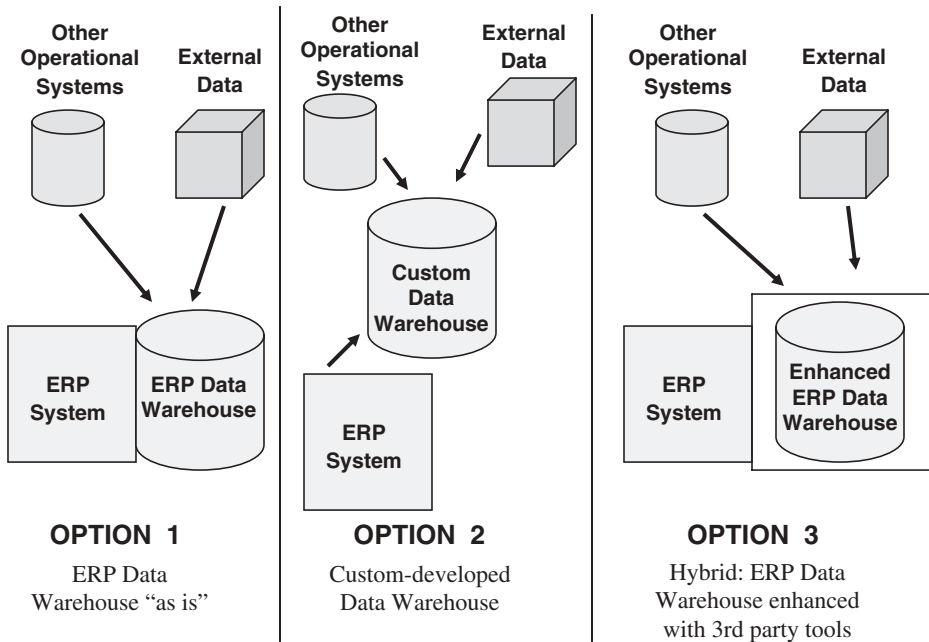 Other
Operational
Systems
External
Data
ERP
System
ERP Data
Warehouse
OPTION 1
ERP Data
Warehouse “as is”
Other
Operational
Systems
External
Data
Custom
Data
Warehouse
ERP
System
OPTION 2
Custom-developed
Data Warehouse
Other
Operational Systems
External
Data
ERP
System
Enhanced
ERP Data
Warehouse
OPTION 3
Hybrid: ERP Data
Warehouse enhanced
with 3rd party tools